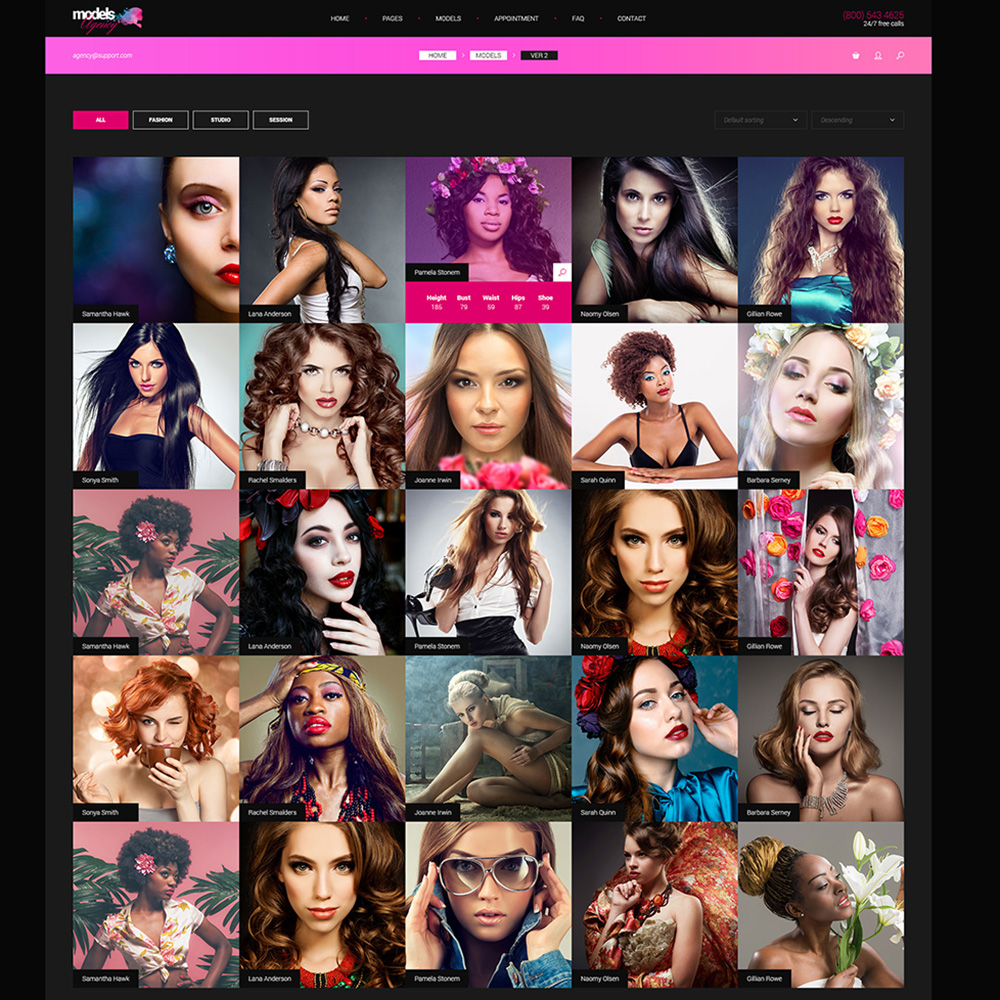 models
Agency
HOME • PAGES • MODELS • APPOINTMENT • FAQ • CONTACT
(800) 543 4625
24/7 free calls
agency@support.com
HOME > MODELS > VER 2
ALL FASHION STUDIO SESSION
Default sorting Descending
Samantha Hawk Lana Anderson Pamela Stonem Naomy Olsen Gillian Rowe
Height Bust Waist Hips Shoe
185 79 59 87 39
Sonya Smith Rachel Smalders Joanne Irwin Sarah Quinn Barbara Serney
Samantha Hawk Lana Anderson Pamela Stonem Naomy Olsen Gillian Rowe
Sonya Smith Rachel Smalders Joanne Irwin Sarah Quinn Barbara Serney
Samantha Hawk Lana Anderson Pamela Stonem Naomy Olsen Gillian Rowe